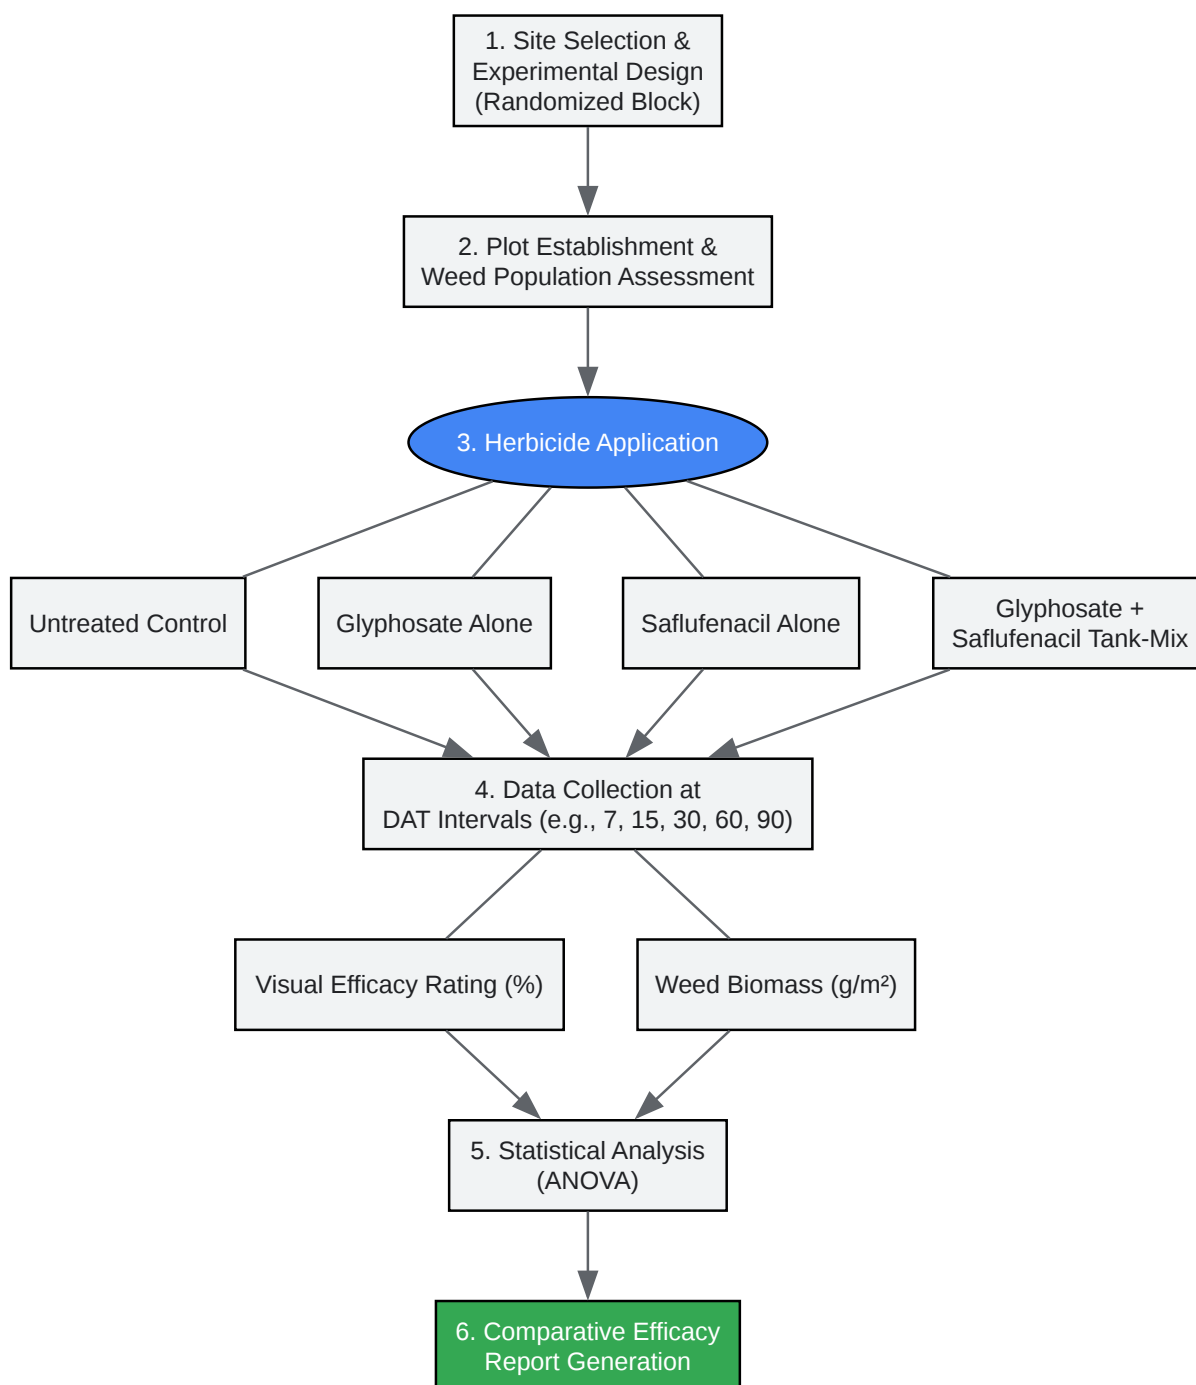 1. Site Selection &
Experimental Design
(Randomized Block)
2. Plot Establishment &
Weed Population Assessment
3. Herbicide Application
Untreated Control
Glyphosate Alone
Saflufenacil Alone
Glyphosate +
Saflufenacil Tank-Mix
4. Data Collection at
DAT Intervals (e.g., 7, 15, 30, 60, 90)
Visual Efficacy Rating (%)
Weed Biomass (g/m²)
5. Statistical Analysis
(ANOVA)
6. Comparative Efficacy
Report Generation